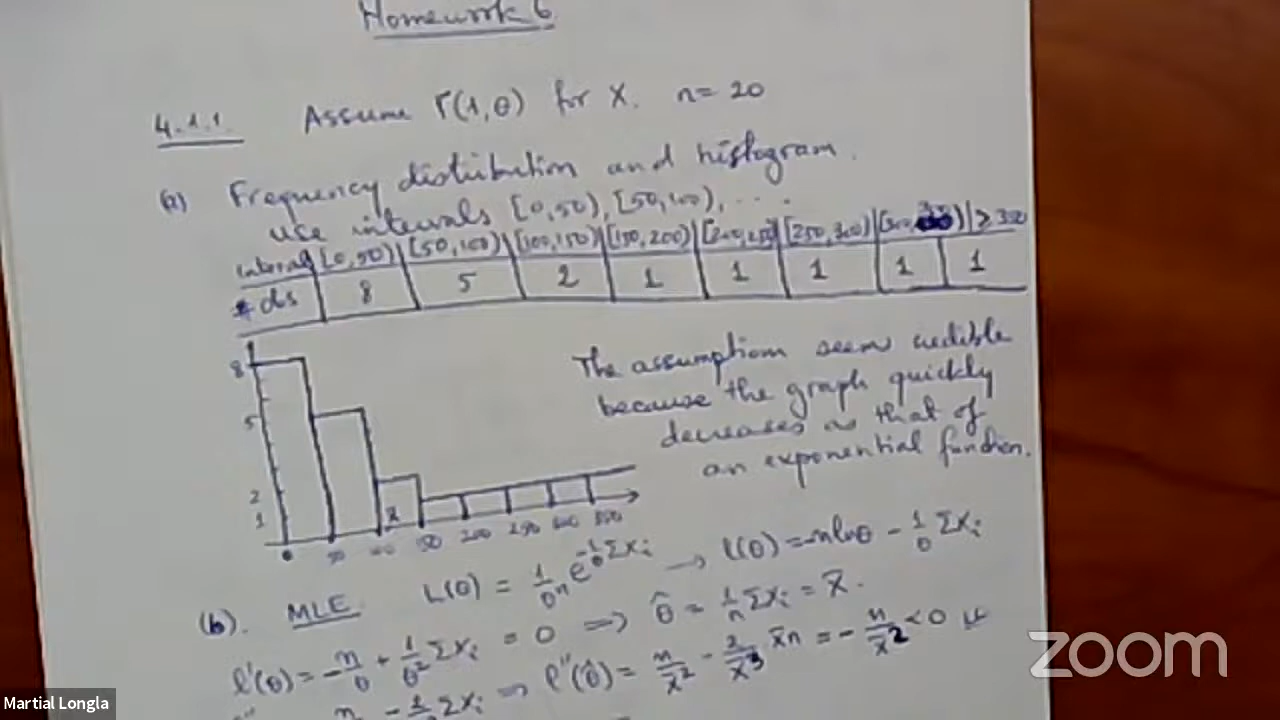 Homework 6
4.1.1. Assume Γ(1,θ) for X. n=20
(a) Frequency distribution and histogram.
use intervals [0,50), [50,100), ...
interval [0,50) [50,100) [100,150) [150,200) [200,250) [250,300) [300, ) ≥ 350
# obs 8 5 2 1 1 1 1 1
The assumption seem credible
because the graph quickly
decreases as that of
an exponential function.
8
5
2
1
0 50 100 150 200 250 300 350
(b). MLE. L(θ) = 1/θⁿ e^(-1/θ ΣXi) → l(θ) = -n lnθ - 1/θ ΣXi
l'(θ) = -n/θ + 1/θ² ΣXi = 0 ⇒ θ̂ = 1/n ΣXi = X̄.
ΣXi ⇒ l''(θ̂) = n/x̄² - 2/x̄³ x̄n = -n/x̄² < 0
zoom
Martial Longla